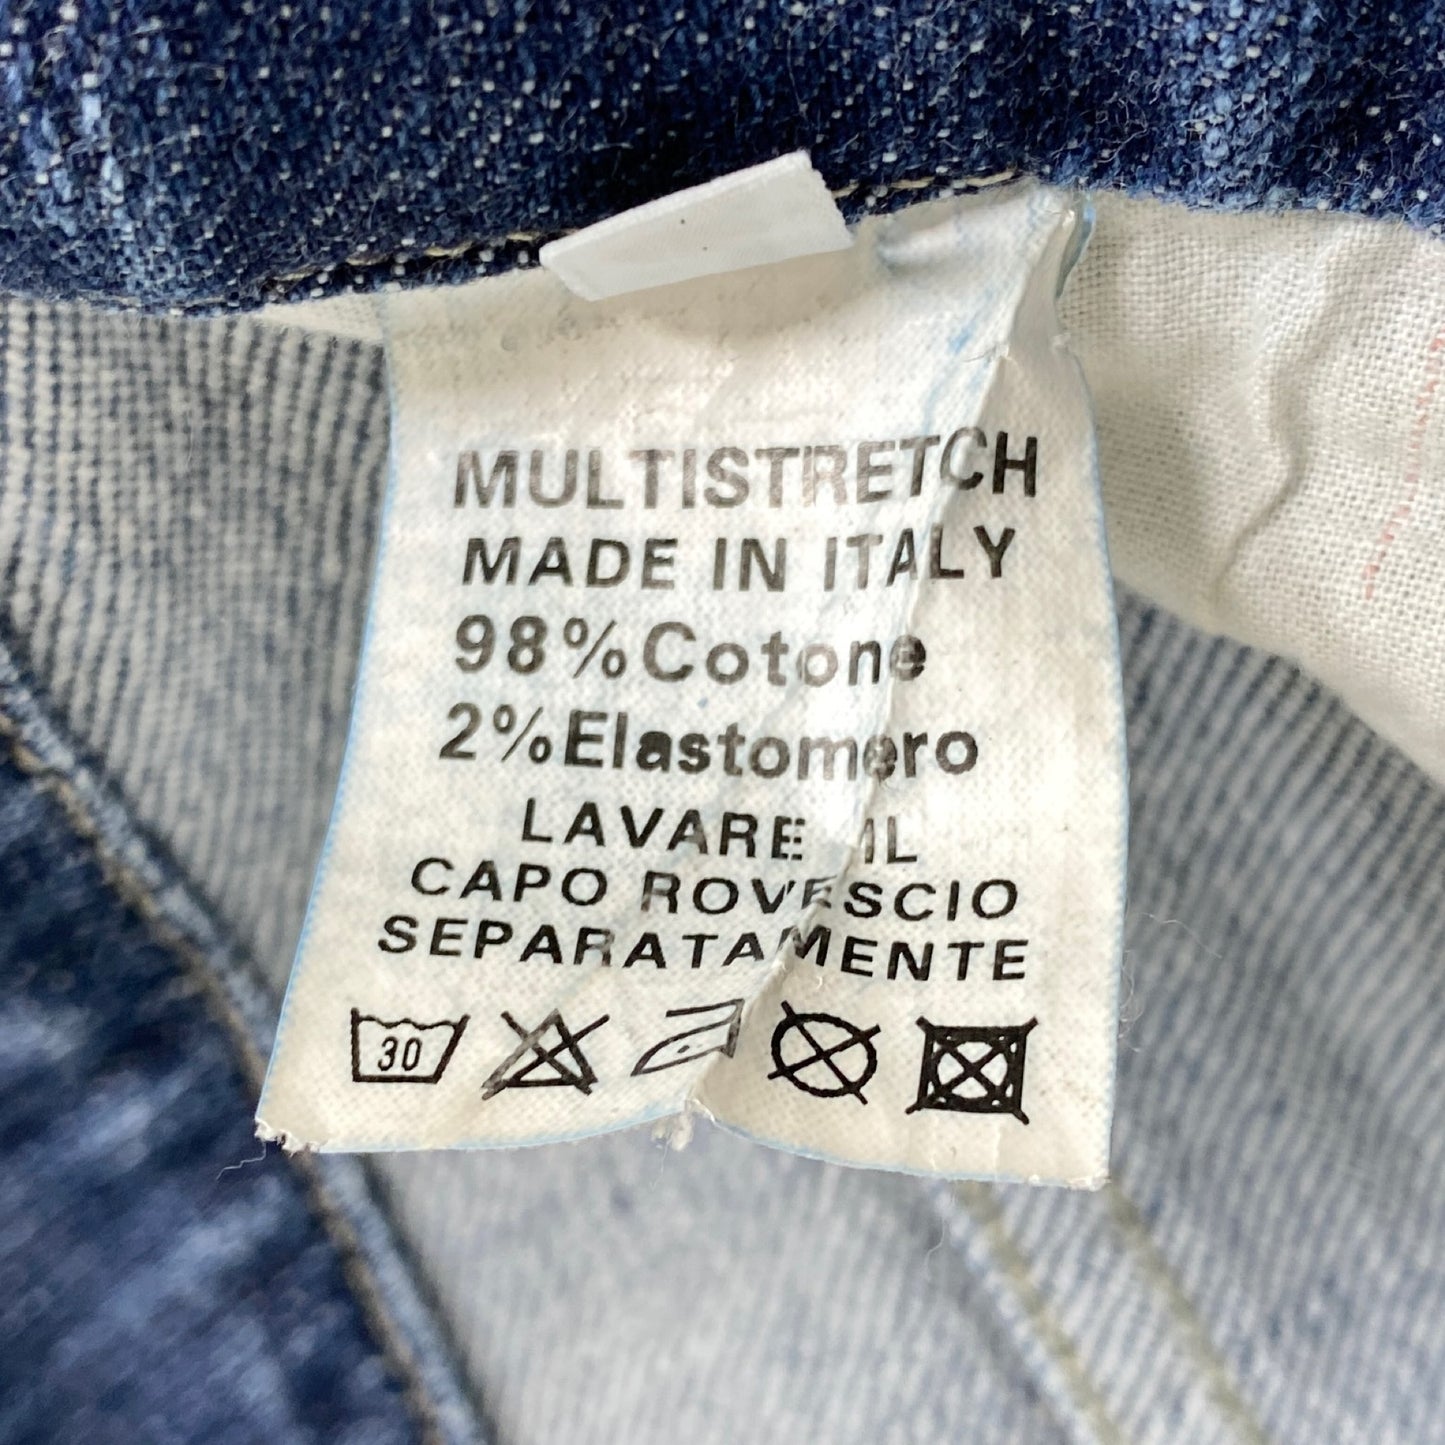 MULTISTRETCH
MADE IN ITALY
98%Cotone
2%Elastomero
LAVARE IL
CAPO ROVESCIO
SEPARATAMENTE
30